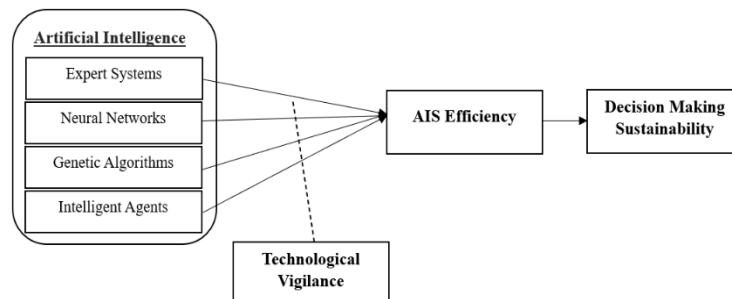 Artificial Intelligence
Expert Systems
Neural Networks
Genetic Algorithms
Intelligent Agents
AIS Efficiency
Decision Making
Sustainability
Technological
Vigilance